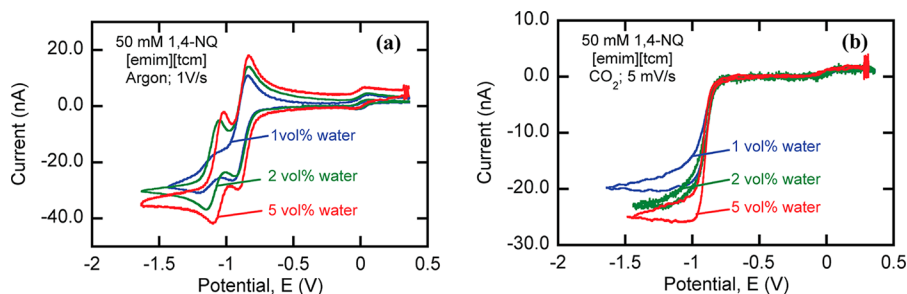 50 mM 1,4-NQ
[emim][tcm]
Argon; 1V/s
(a)
20.0
0.0
-20.0
-40.0
Current (nA)
1vol% water
2 vol% water
5 vol% water
-2 -1.5 -1 -0.5 0 0.5
Potential, E (V)
50 mM 1,4-NQ
[emim][tcm]
CO2; 5 mV/s
(b)
10.0
0.0
-10.0
-20.0
-30.0
Current (nA)
1 vol% water
2 vol% water
5 vol% water
-2 -1.5 -1 -0.5 0 0.5
Potential, E (V)